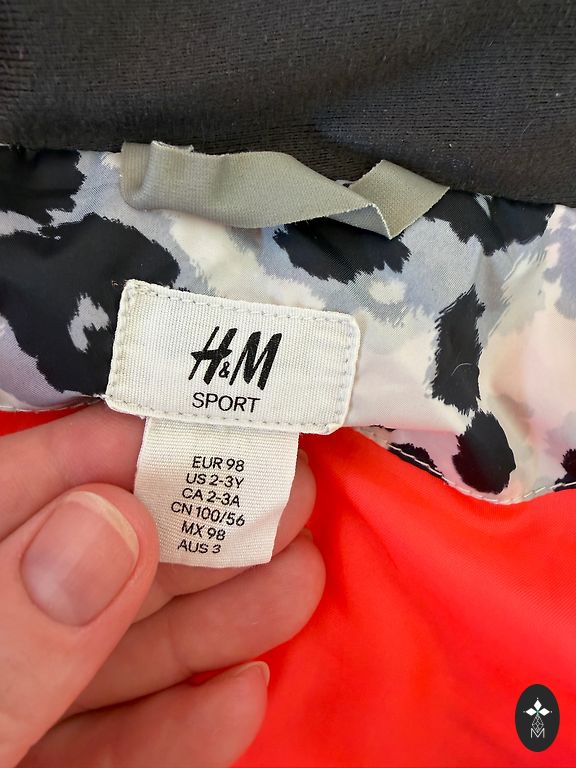 H&M
SPORT
EUR 98
US 2-3Y
CA 2-3A
CN 100/56
MX 98
AUS 3
M